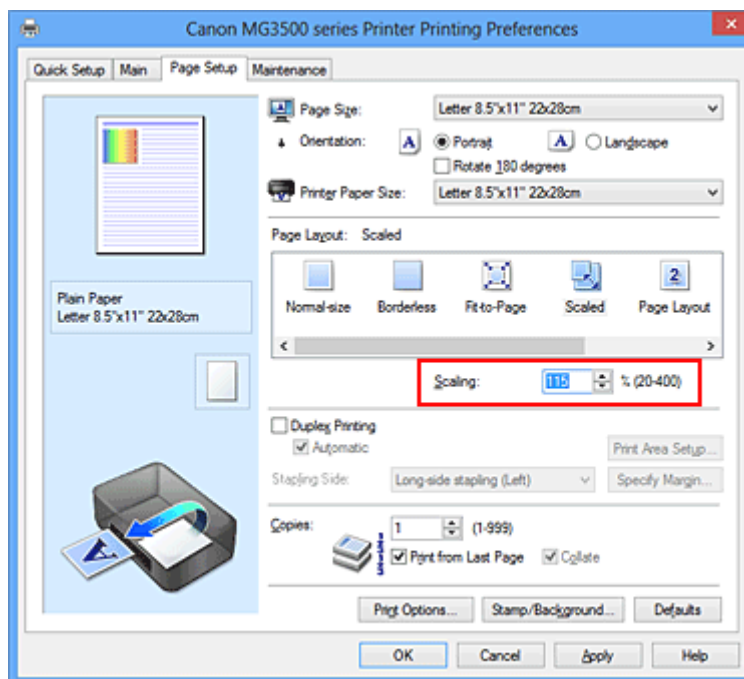 Canon MG3500 series Printer Printing Preferences
Quick Setup Main Page Setup Maintenance
Page Size: Letter 8.5"x11" 22x28cm
Orientation: A Portrait A Landscape
Rotate 180 degrees
Printer Paper Size: Letter 8.5"x11" 22x28cm
Page Layout: Scaled
2
Normal-size Borderless Fit-to-Page Scaled Page Layout
Plain Paper
Letter 8.5"x11" 22x28cm
Scaling: 115 % (20-400)
Duplex Printing
Automatic Print Area Setup...
Stapling Side: Long-side stapling (Left) Specify Margin...
Copies: 1 (1-999)
Print from Last Page Collate
A
Print Options... Stamp/Background... Defaults
OK Cancel Apply Help